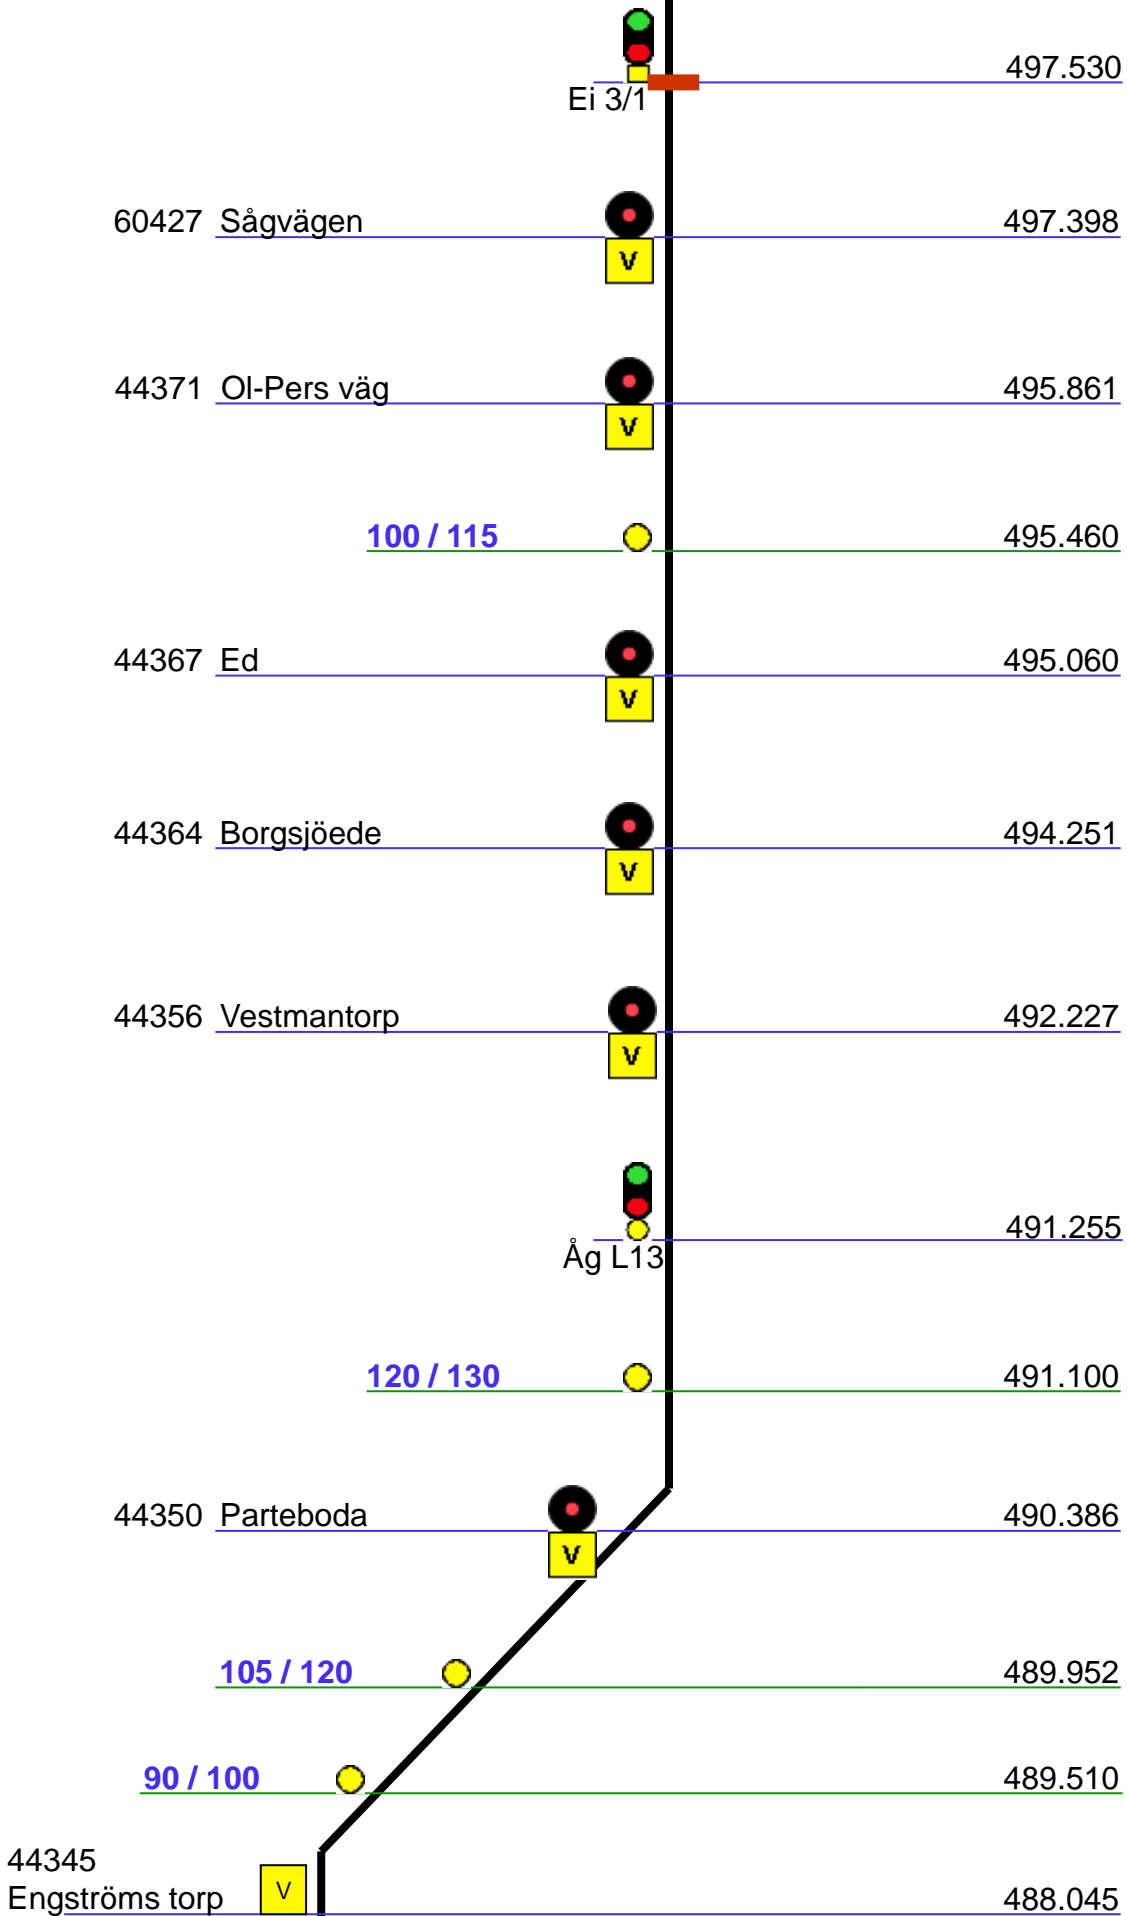 497.530
Ei 3/1
60427 Sågvägen 497.398
V
44371 Ol-Pers väg 495.861
V
100 / 115 495.460
44367 Ed 495.060
V
44364 Borgsjöede 494.251
V
44356 Vestmantorp 492.227
V
491.255
Åg L13
120 / 130 491.100
44350 Parteboda 490.386
V
105 / 120 489.952
90 / 100 489.510
44345
Engströms torp V 488.045